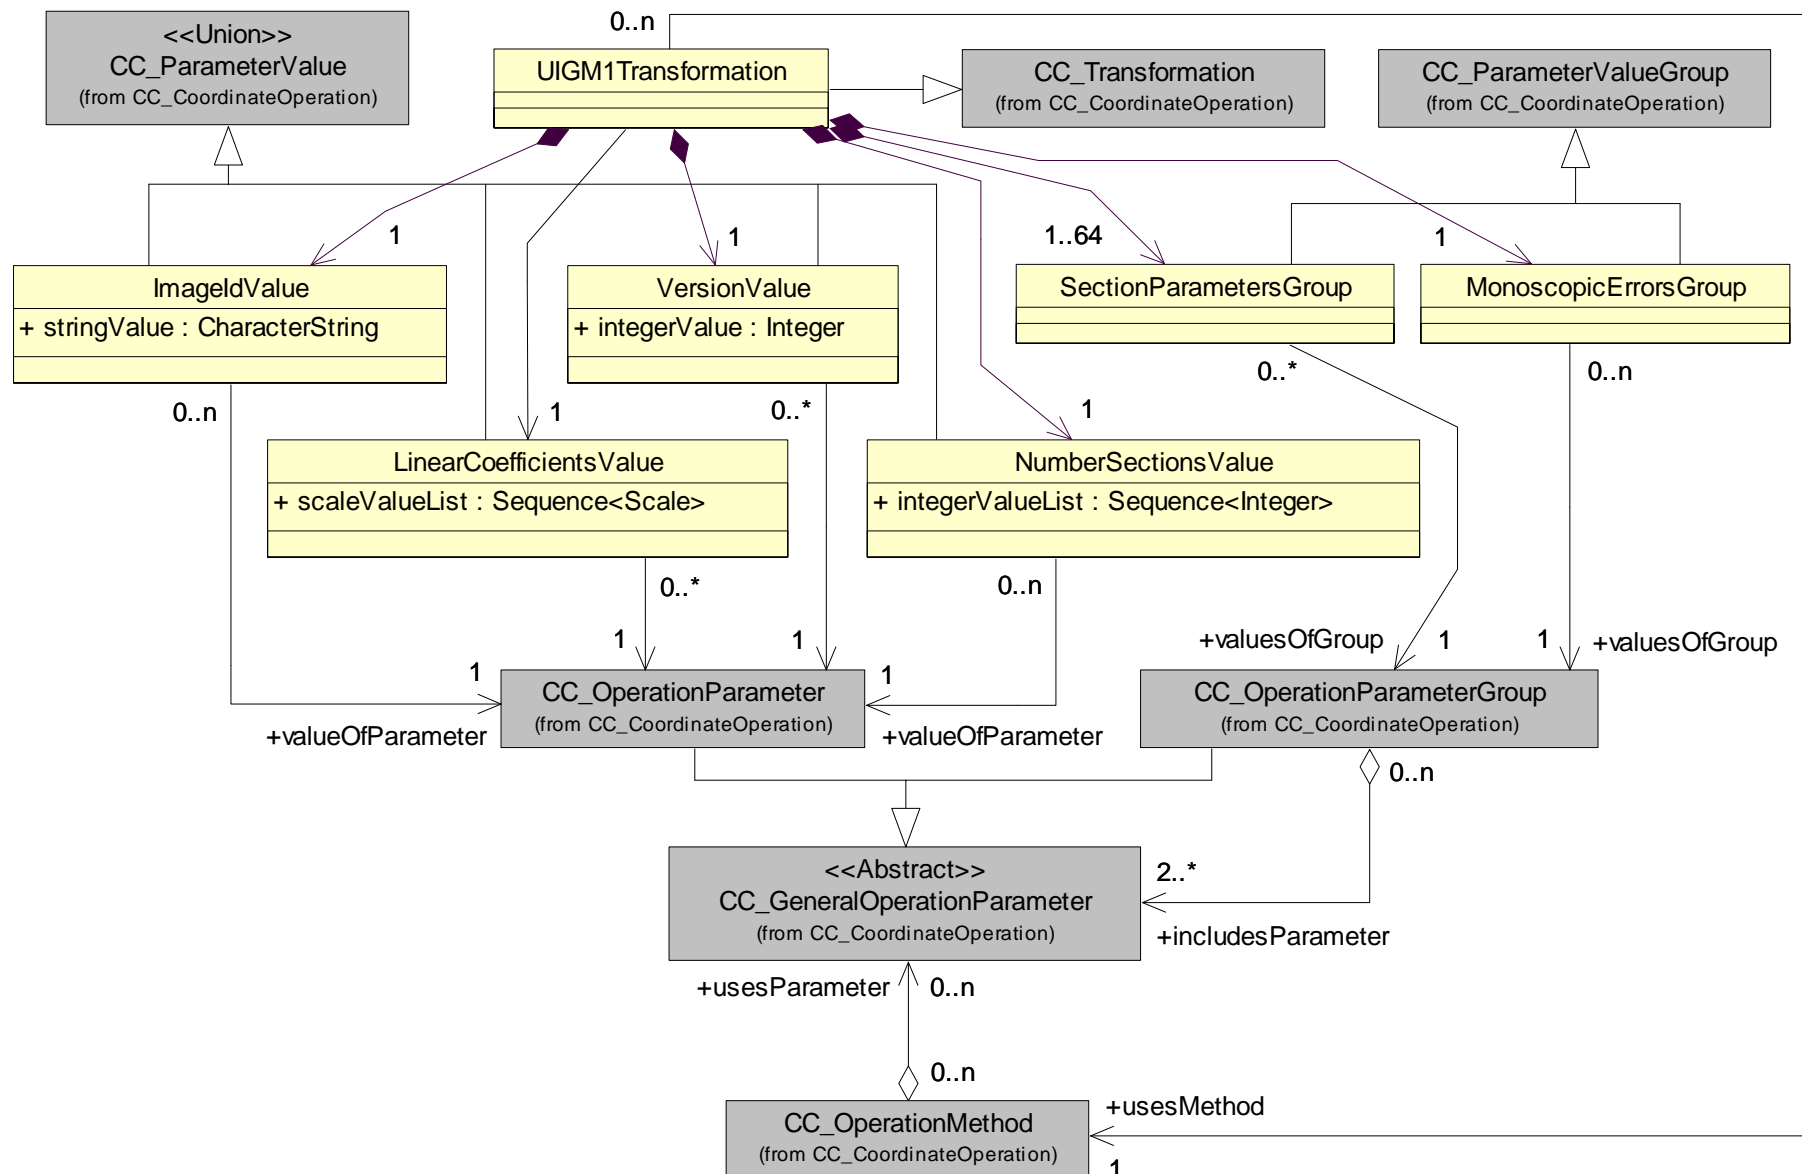 0..n
<<Union>>
CC_ParameterValue
(from CC_CoordinateOperation)
UIGM1Transformation
CC_Transformation
(from CC_CoordinateOperation)
CC_ParameterValueGroup
(from CC_CoordinateOperation)
1
1
1..64
1
ImageIdValue
+ stringValue : CharacterString
VersionValue
+ integerValue : Integer
SectionParametersGroup
MonoscopicErrorsGroup
0..n
1
0..*
1
0..*
0..n
LinearCoefficientsValue
+ scaleValueList : Sequence<Scale>
NumberSectionsValue
+ integerValueList : Sequence<Integer>
0..*
0..n
1
1
+valuesOfGroup
1
1
+valuesOfGroup
1
CC_OperationParameter
(from CC_CoordinateOperation)
1
CC_OperationParameterGroup
(from CC_CoordinateOperation)
+valueOfParameter
+valueOfParameter
0..n
<<Abstract>>
CC_GeneralOperationParameter
(from CC_CoordinateOperation)
2..*
+includesParameter
+usesParameter
0..n
0..n
CC_OperationMethod
(from CC_CoordinateOperation)
+usesMethod
1